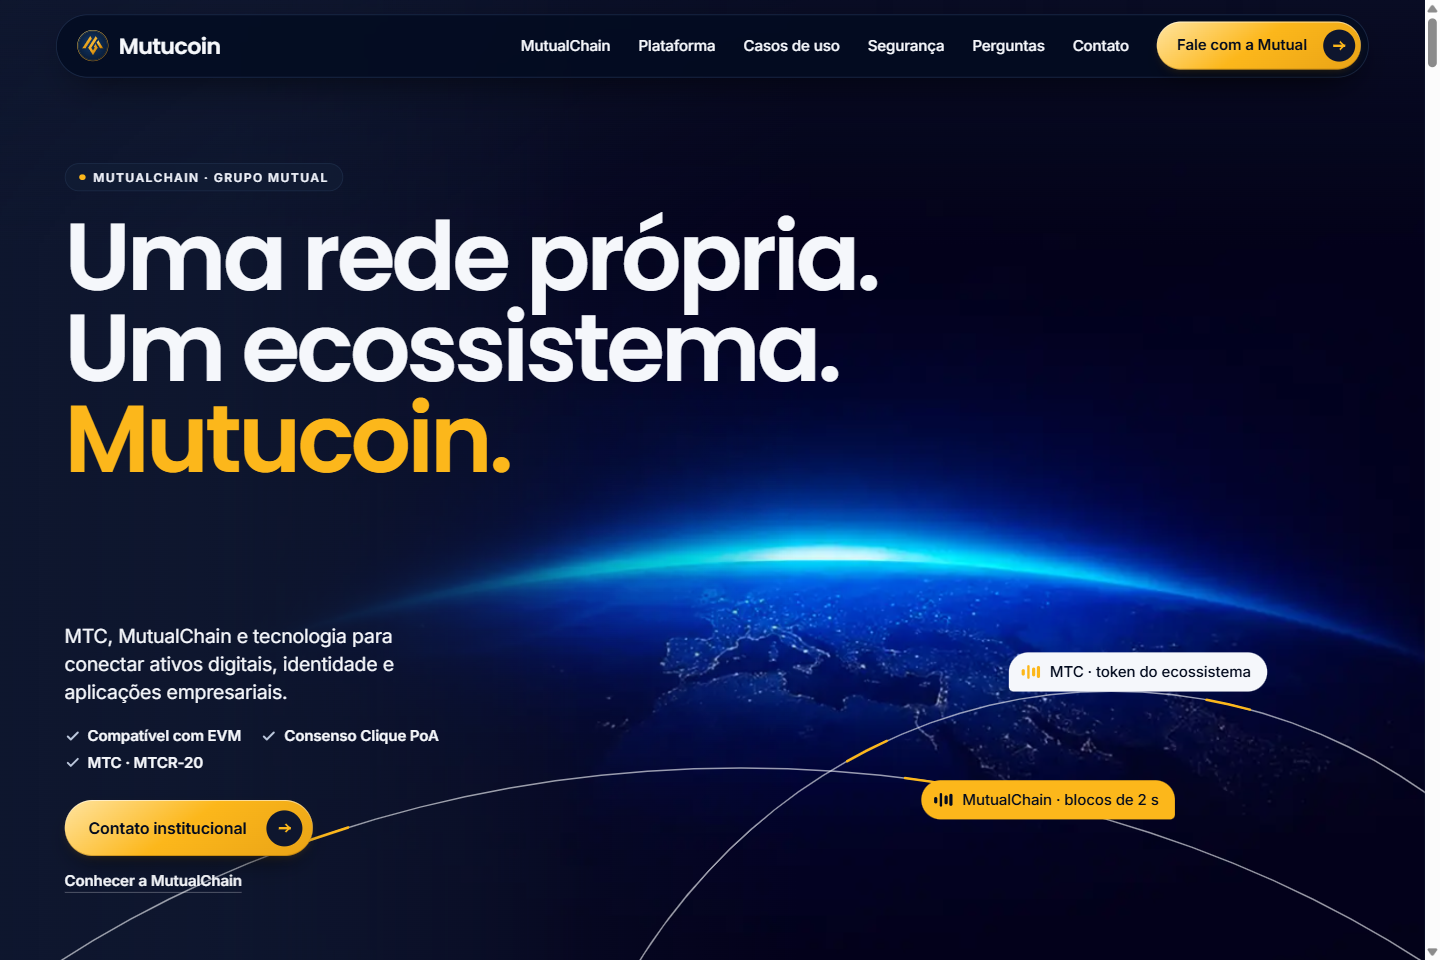 Mutucoin
MutualChain
Plataforma
Casos de uso
Segurança
Perguntas
Contato
Fale com a Mutual
MUTUALCHAIN · GRUPO MUTUAL
Uma rede própria.
Um ecossistema.
Mutucoin.
MTC, MutualChain e tecnologia para
conectar ativos digitais, identidade e
aplicações empresariais.
Compatível com EVM
Consenso Clique PoA
MTC · MTCR-20
Contato institucional
Conhecer a MutualChain
MTC · token do ecossistema
MutualChain · blocos de 2 s